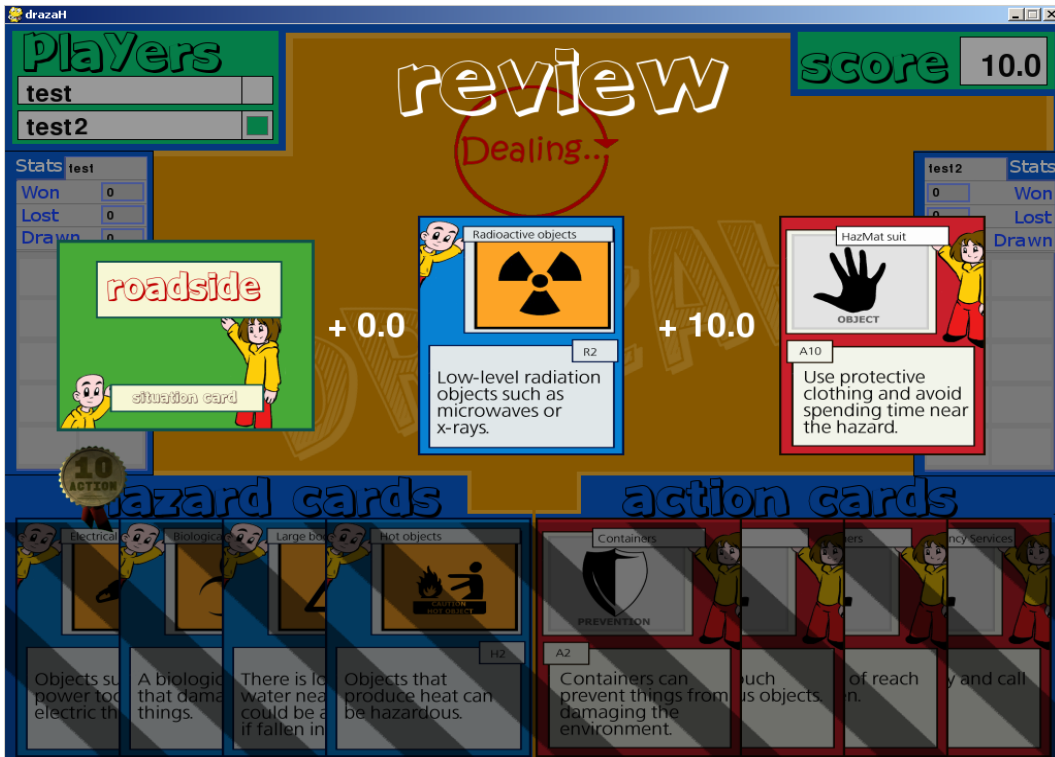 drazaH
Players
test
test2
review
score
10.0
Dealing...
Stats test
Won 0
Lost 0
Drawn 0
test2 Stats
0 Won
0 Lost
Drawn
DRAZAH
roadside
situation card
+ 0.0
Radioactive objects
R2
Low-level radiation
objects such as
microwaves or
x-rays.
+ 10.0
HazMat suit
OBJECT
A10
Use protective
clothing and avoid
spending time near
the hazard.
10
ACTION
hazard cards
action cards
Electrical
Objects su
power too
electric th
Biological
A biologic
that dama
things.
Large bo
There is lo
water nea
could be a
if fallen in
Hot objects
CAUTION
HOT OBJECT
H2
Objects that
produce heat can
be hazardous.
Containers
PREVENTION
A2
Containers can
prevent things from
damaging the
environment.
ouch
us objects.
ers
of reach
en.
ncy Services
y and call